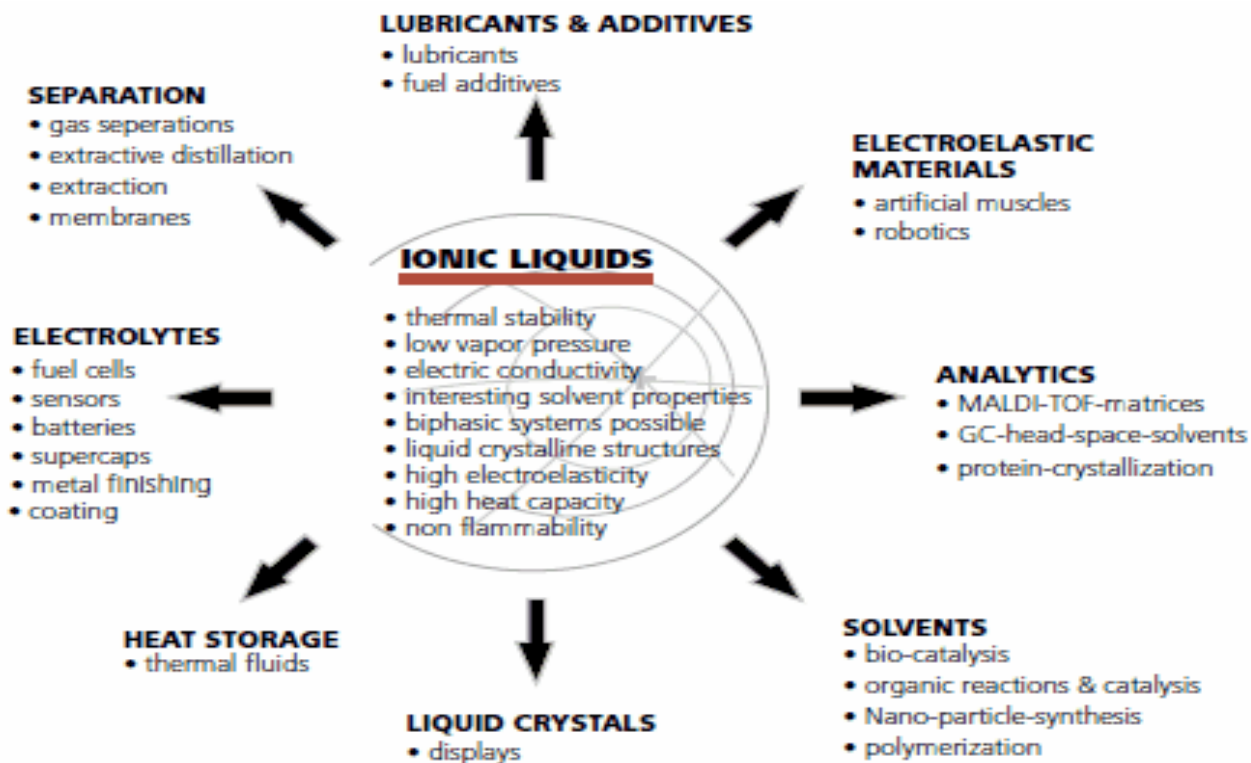 LUBRICANTS & ADDITIVES
• lubricants
• fuel additives
SEPARATION
• gas seperations
• extractive distillation
• extraction
• membranes
ELECTROELASTIC
MATERIALS
• artificial muscles
• robotics
IONIC LIQUIDS
• thermal stability
• low vapor pressure
• electric conductivity
• interesting solvent properties
• biphasic systems possible
• liquid crystalline structures
• high electroelasticity
• high heat capacity
• non flammability
ELECTROLYTES
• fuel cells
• sensors
• batteries
• supercaps
• metal finishing
• coating
ANALYTICS
• MALDI-TOF-matrices
• GC-head-space-solvents
• protein-crystallization
HEAT STORAGE
• thermal fluids
LIQUID CRYSTALS
• displays
SOLVENTS
• bio-catalysis
• organic reactions & catalysis
• Nano-particle-synthesis
• polymerization